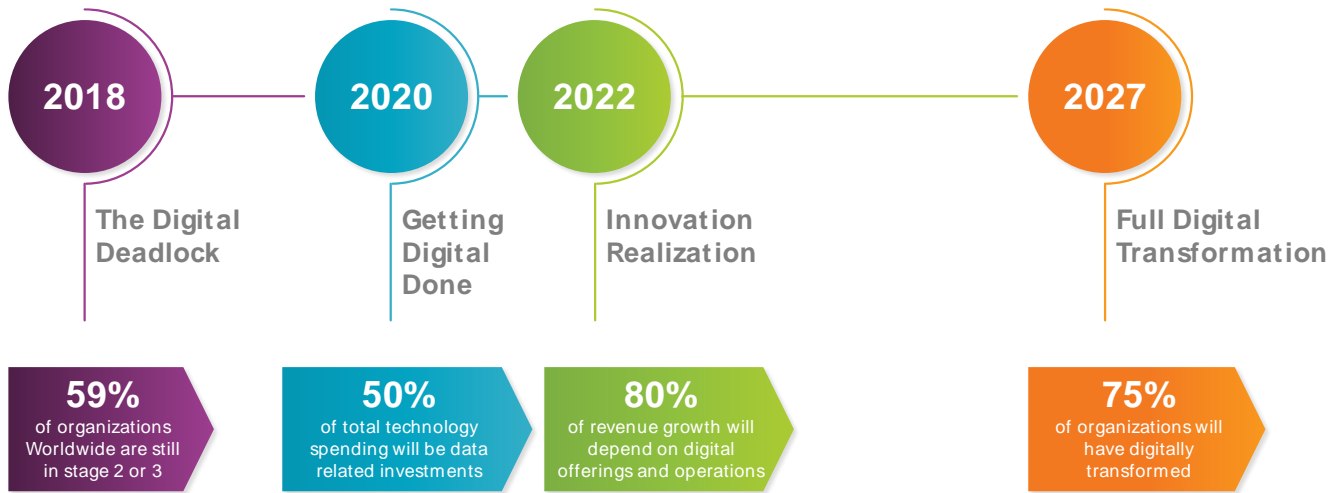 2018
2020
2022
2027
The Digital
Deadlock
Getting
Digital
Done
Innovation
Realization
Full Digital
Transformation
59%
of organizations
Worldwide are still
in stage 2 or 3
50%
of total technology
spending will be data
related investments
80%
of revenue growth will
depend on digital
offerings and operations
75%
of organizations will
have digitally
transformed